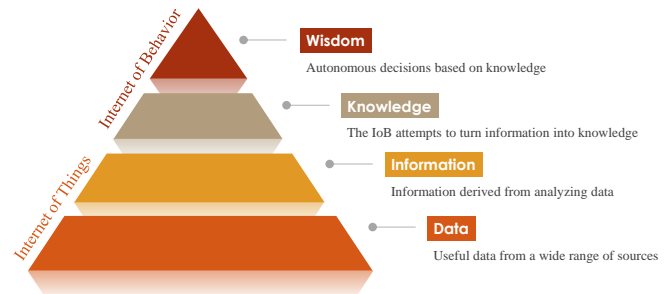 Internet of Behavior
Wisdom
Autonomous decisions based on knowledge
Knowledge
The IoB attempts to turn information into knowledge
Internet of Things
Information
Information derived from analyzing data
Data
Useful data from a wide range of sources